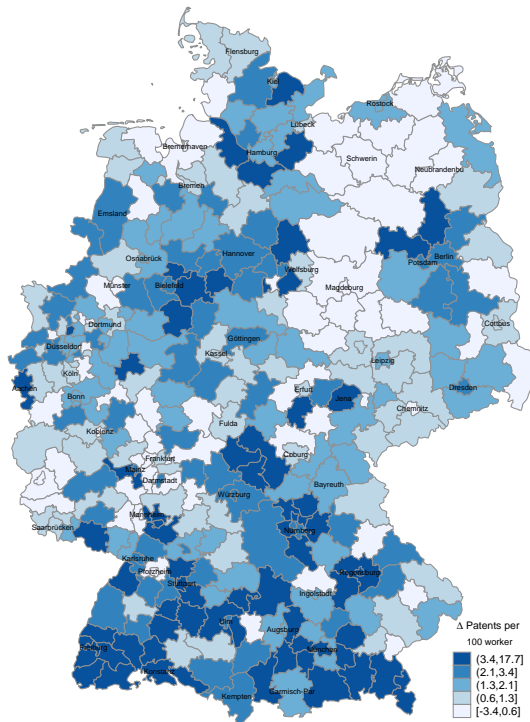 Flensburg
Kiel
Rostock
Lübeck
Bremerhaven
Hamburg
Schwerin
Neubrandenbu
Bremen
Emsland
Osnabrück
Hannover
Wolfsburg
Berlin
Potsdam
Münster
Bielefeld
Magdeburg
Dortmund
Cottbus
Göttingen
Düsseldorf
Kassel
Leipzig
Köln
Aachen
Erfurt
Jena
Dresden
Bonn
Chemnitz
Fulda
Koblenz
Coburg
Frankfurt
Mainz
Darmstadt
Bayreuth
Würzburg
Mannheim
Saarbrücken
Nürnberg
Karlsruhe
Pforzheim
Regensburg
Stuttgart
Ingolstadt
Ulm
Augsburg
Freiburg
München
Konstanz
Kempten
Garmisch-Par
Δ Patents per
100 worker
(3.4,17.7]
(2.1,3.4]
(1.3,2.1]
(0.6,1.3]
[-3.4,0.6]